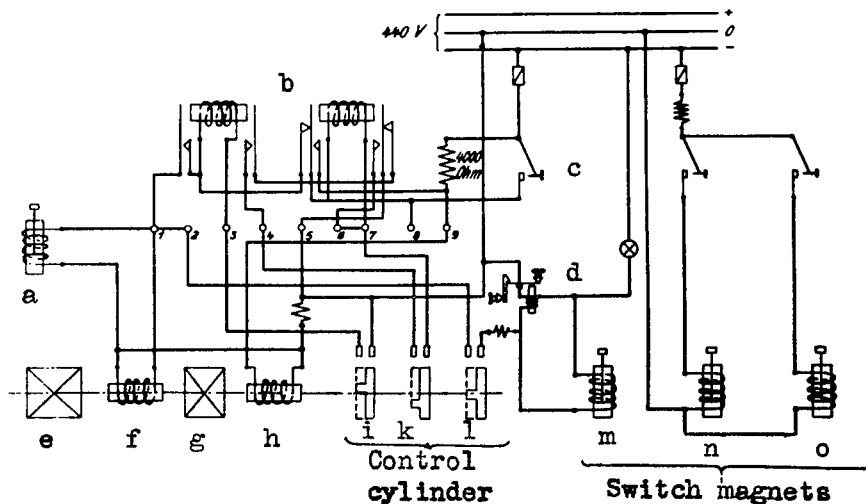 440 V
+
0
-
b
4000
Ohm
c
1 2 3 4 5 6 7 8 9
a
d
e f g h i k l m n o
Control
cylinder
Switch magnets